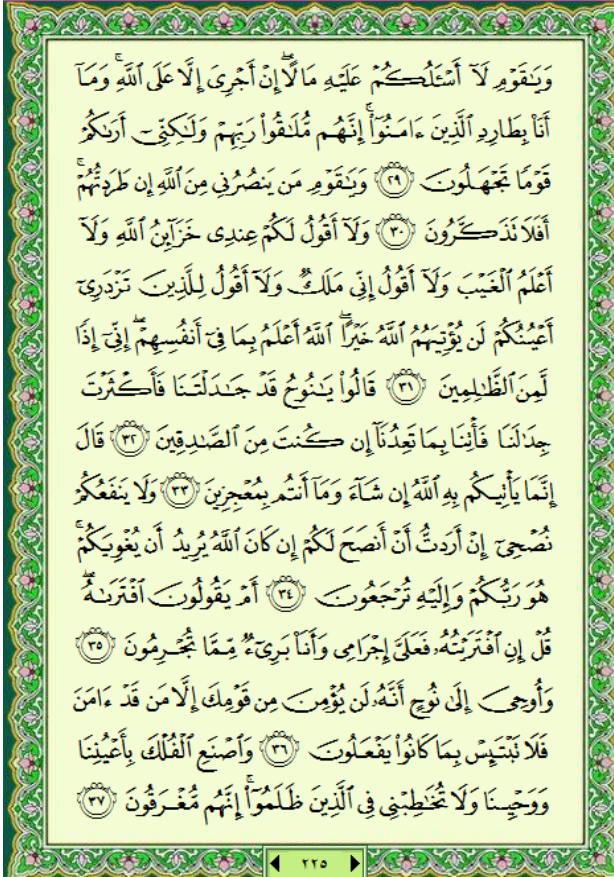 وَيَٰقَوْمِ لَآ أَسْـَٔلُكُمْ عَلَيْهِ مَالًاۖ إِنْ أَجْرِىَ إِلَّا عَلَى ٱللَّهِۚ وَمَآ
أَنَا۠ بِطَارِدِ ٱلَّذِينَ ءَامَنُوٓا۟ۚ إِنَّهُم مُّلَٰقُوا۟ رَبِّهِمْ وَلَٰكِنِّىٓ أَرَىٰكُمْ
قَوْمًا تَجْهَلُونَ ﴿٢٩﴾ وَيَٰقَوْمِ مَن يَنصُرُنِى مِنَ ٱللَّهِ إِن طَرَدتُّهُمْۚ
أَفَلَا تَذَكَّرُونَ ﴿٣٠﴾ وَلَآ أَقُولُ لَكُمْ عِندِى خَزَآئِنُ ٱللَّهِ وَلَآ
أَعْلَمُ ٱلْغَيْبَ وَلَآ أَقُولُ إِنِّى مَلَكٌ وَلَآ أَقُولُ لِلَّذِينَ تَزْدَرِىٓ
أَعْيُنُكُمْ لَن يُؤْتِيَهُمُ ٱللَّهُ خَيْرًاۖ ٱللَّهُ أَعْلَمُ بِمَا فِىٓ أَنفُسِهِمْۖ إِنِّىٓ إِذًا
لَّمِنَ ٱلظَّٰلِمِينَ ﴿٣١﴾ قَالُوا۟ يَٰنُوحُ قَدْ جَٰدَلْتَنَا فَأَكْثَرْتَ
جِدَٰلَنَا فَأْتِنَا بِمَا تَعِدُنَآ إِن كُنتَ مِنَ ٱلصَّٰدِقِينَ ﴿٣٢﴾ قَالَ
إِنَّمَا يَأْتِيكُم بِهِ ٱللَّهُ إِن شَآءَ وَمَآ أَنتُم بِمُعْجِزِينَ ﴿٣٣﴾ وَلَا يَنفَعُكُمْ
نُصْحِىٓ إِنْ أَرَدتُّ أَنْ أَنصَحَ لَكُمْ إِن كَانَ ٱللَّهُ يُرِيدُ أَن يُغْوِيَكُمْۚ
هُوَ رَبُّكُمْ وَإِلَيْهِ تُرْجَعُونَ ﴿٣٤﴾ أَمْ يَقُولُونَ ٱفْتَرَىٰهُۖ
قُلْ إِنِ ٱفْتَرَيْتُهُۥ فَعَلَىَّ إِجْرَامِى وَأَنَا۠ بَرِىٓءٌ مِّمَّا تُجْرِمُونَ ﴿٣٥﴾
وَأُوحِىَ إِلَىٰ نُوحٍ أَنَّهُۥ لَن يُؤْمِنَ مِن قَوْمِكَ إِلَّا مَن قَدْ ءَامَنَ
فَلَا تَبْتَئِسْ بِمَا كَانُوا۟ يَفْعَلُونَ ﴿٣٦﴾ وَٱصْنَعِ ٱلْفُلْكَ بِأَعْيُنِنَا
وَوَحْيِنَا وَلَا تُخَٰطِبْنِى فِى ٱلَّذِينَ ظَلَمُوٓا۟ۚ إِنَّهُم مُّغْرَقُونَ ﴿٣٧﴾
٢٢٥